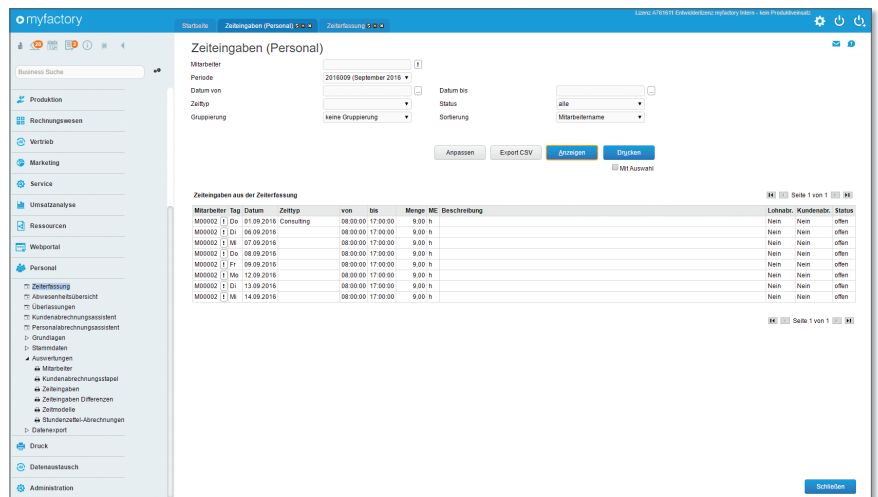 Lizenz A761611 Entwicklerlizenz myfactory Intern - kein Produktiveinsatz
myfactory
Startseite Zeiteingaben (Personal) Zeiterfassung
Zeiteingaben (Personal)
Business Suche
Mitarbeiter !
Periode 2016009 (September 2016
Datum von ... Datum bis ...
Zeittyp Status alle
Gruppierung keine Gruppierung Sortierung Mitarbeitername
Anpassen Export CSV Anzeigen Drucken
Mit Auswahl
Produktion
Rechnungswesen
Vertrieb
Marketing
Service
Umsatzanalyse
Ressourcen
Webportal
Personal
Zeiterfassung
Abwesenheitsübersicht
Überlassungen
Kundenabrechnungsassistent
Personalabrechnungsassistent
Grundlagen
Stammdaten
Auswertungen
Mitarbeiter
Kundenabrechnungsstapel
Zeiteingaben
Zeiteingaben Differenzen
Zeitmodelle
Stundenzettel-Abrechnungen
Datenexport
Druck
Datenaustausch
Administration
Zeiteingaben aus der Zeiterfassung Seite 1 von 1
Mitarbeiter Tag Datum Zeittyp von bis Menge ME Beschreibung Lohnabr. Kundenabr. Status
M00002 ! Do 01.09.2016 Consulting 08:00:00 17:00:00 9,00 h Nein Nein offen
M00002 ! Di 06.09.2016 08:00:00 17:00:00 9,00 h Nein Nein offen
M00002 ! Mi 07.09.2016 08:00:00 17:00:00 9,00 h Nein Nein offen
M00002 ! Do 08.09.2016 08:00:00 17:00:00 9,00 h Nein Nein offen
M00002 ! Fr 09.09.2016 08:00:00 17:00:00 9,00 h Nein Nein offen
M00002 ! Mo 12.09.2016 08:00:00 17:00:00 9,00 h Nein Nein offen
M00002 ! Di 13.09.2016 08:00:00 17:00:00 9,00 h Nein Nein offen
M00002 ! Mi 14.09.2016 08:00:00 17:00:00 9,00 h Nein Nein offen
Seite 1 von 1
Schließen